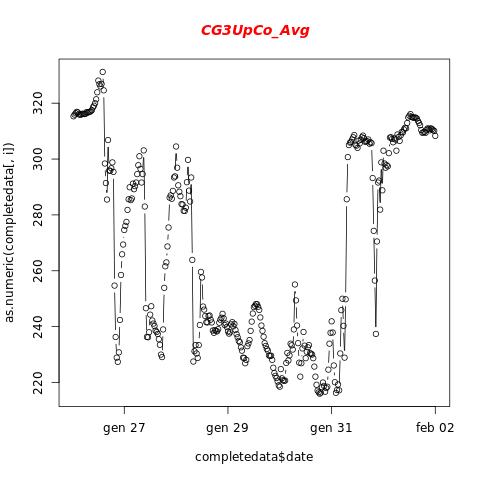 CG3UpCo_Avg
as.numeric(completedata[, i])
320
300
280
260
240
220
gen 27
gen 29
gen 31
feb 02
completedata$date